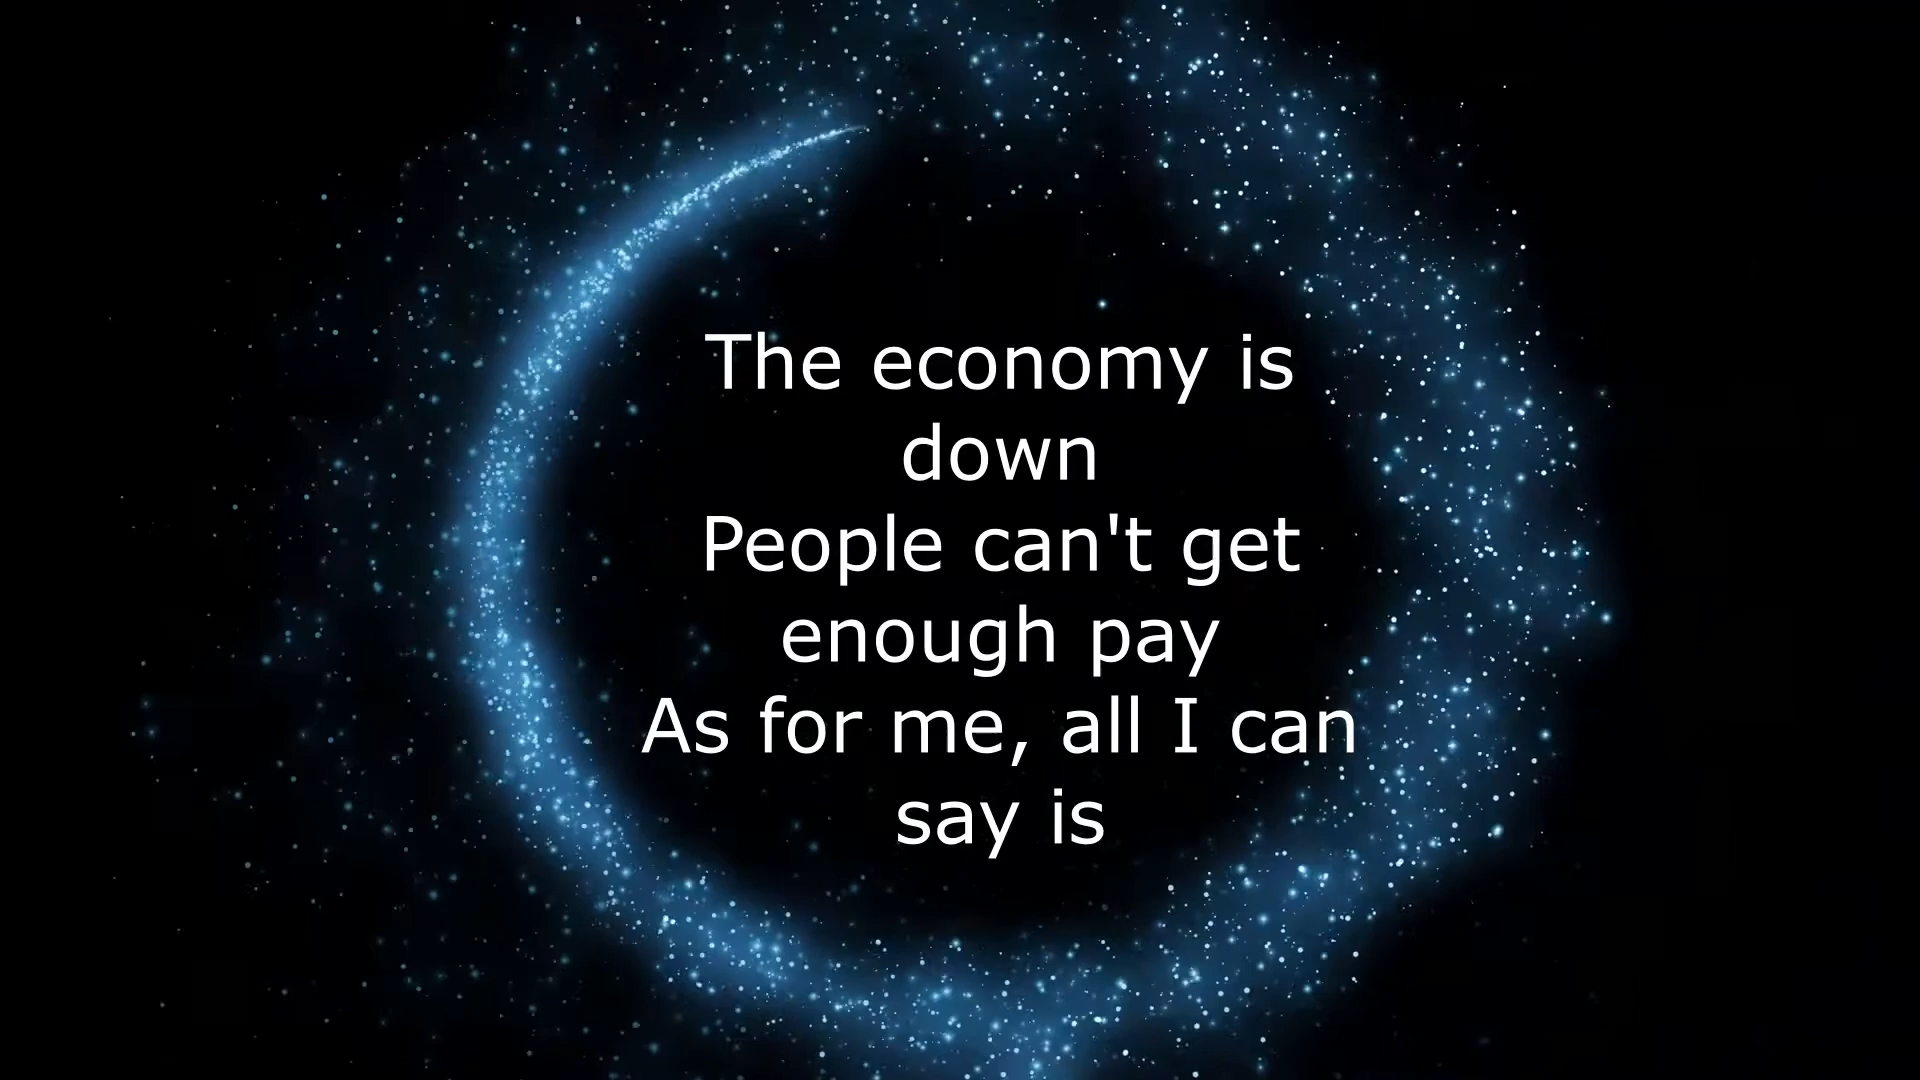 The economy is
down
People can't get
enough pay
As for me, all I can
say is